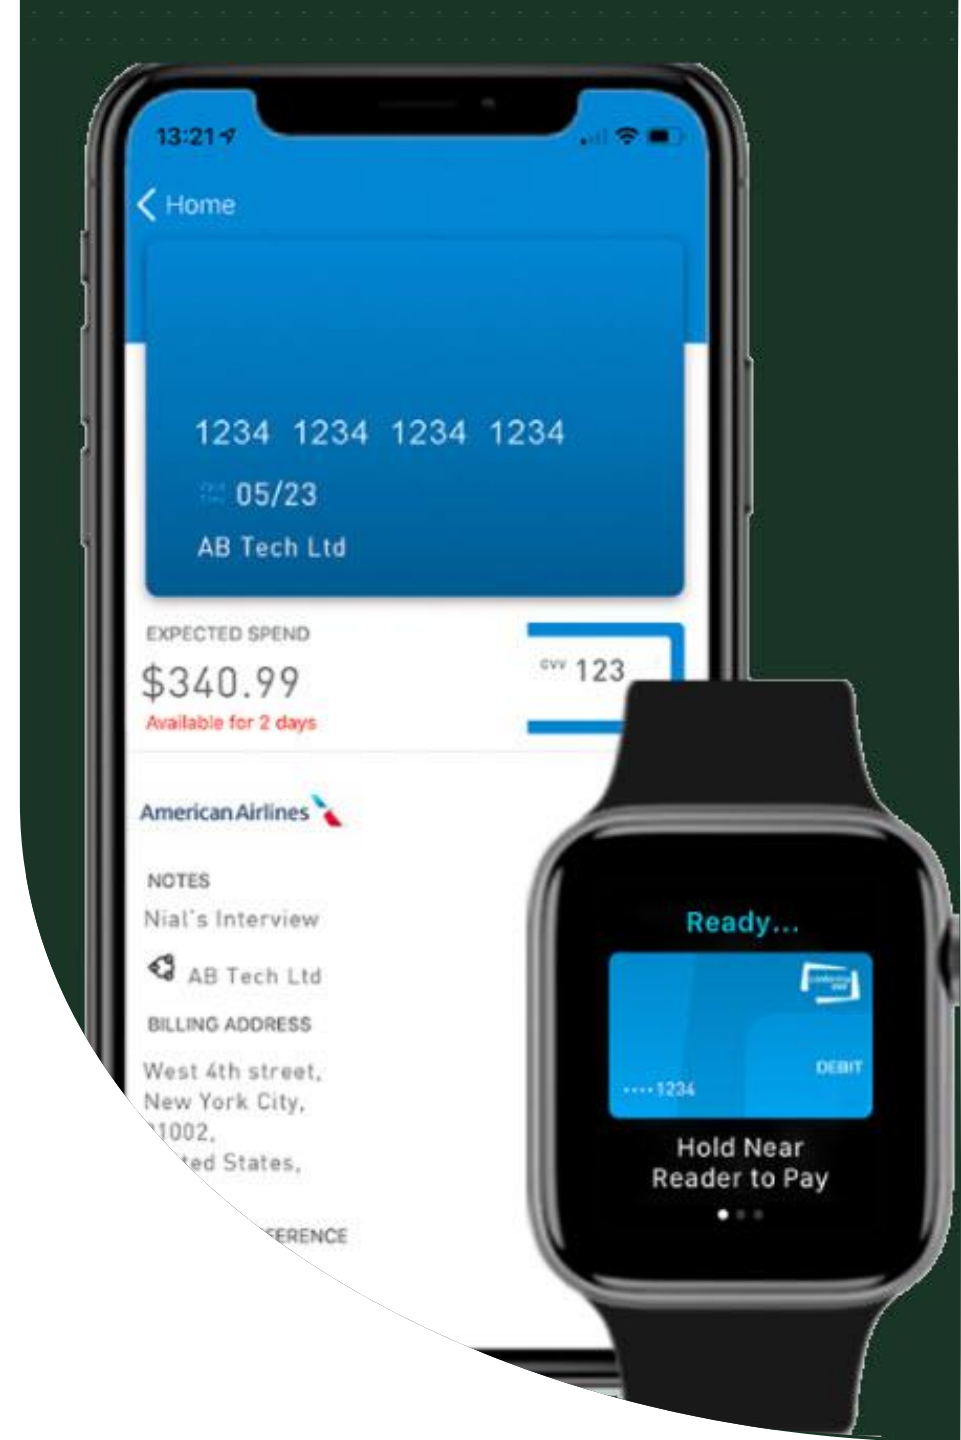 13:21
Home
1234 1234 1234 1234
05/23
AB Tech Ltd
EXPECTED SPEND
$340.99
Available for 2 days
CVV 123
American Airlines
NOTES
Nial's Interview
AB Tech Ltd
BILLING ADDRESS
West 4th street,
New York City,
1002,
ted States,
FERENCE
Ready...
DEBIT
····1234
Hold Near
Reader to Pay